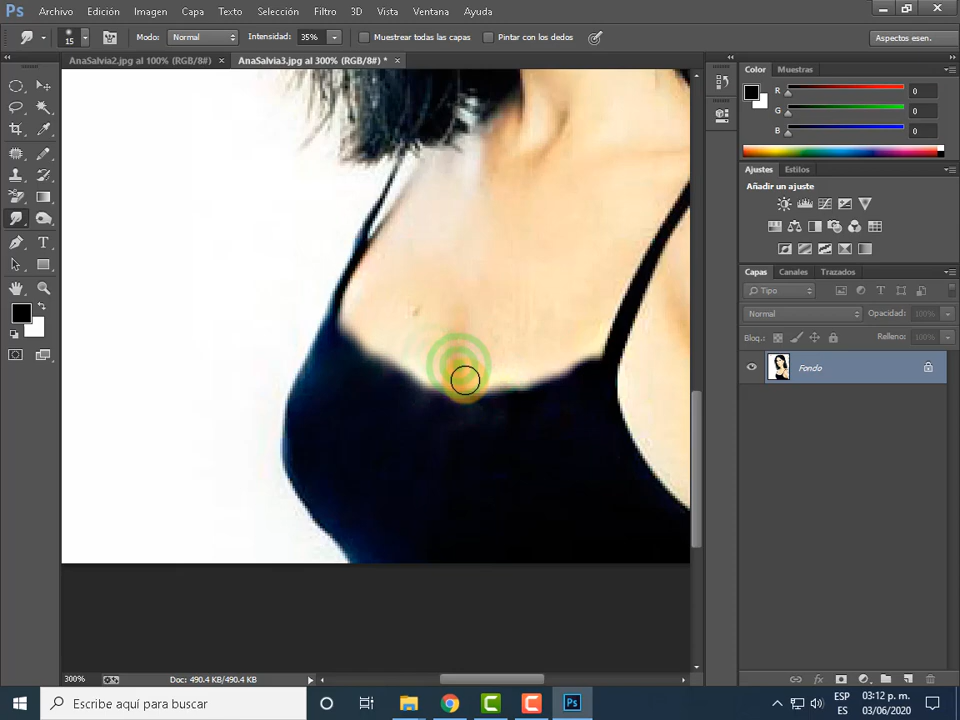 Ps Archivo Edición Imagen Capa Texto Selección Filtro 3D Vista Ventana Ayuda
15 Modo: Normal Intensidad: 35% Muestrear todas las capas Pintar con los dedos Aspectos esen.
AnaSalvia2.jpg al 100% (RGB/8#) × AnaSalvia3.jpg al 300% (RGB/8#) * ×
Color Muestras
R 0
G 0
B 0
Ajustes Estilos
Añadir un ajuste
Capas Canales Trazados
Tipo
Normal Opacidad: 100%
Bloq.: Relleno: 100%
Fondo
300% Doc: 490.4 KB/490.4 KB
Escribe aquí para buscar
ESP 03:12 p. m.
ES 03/06/2020